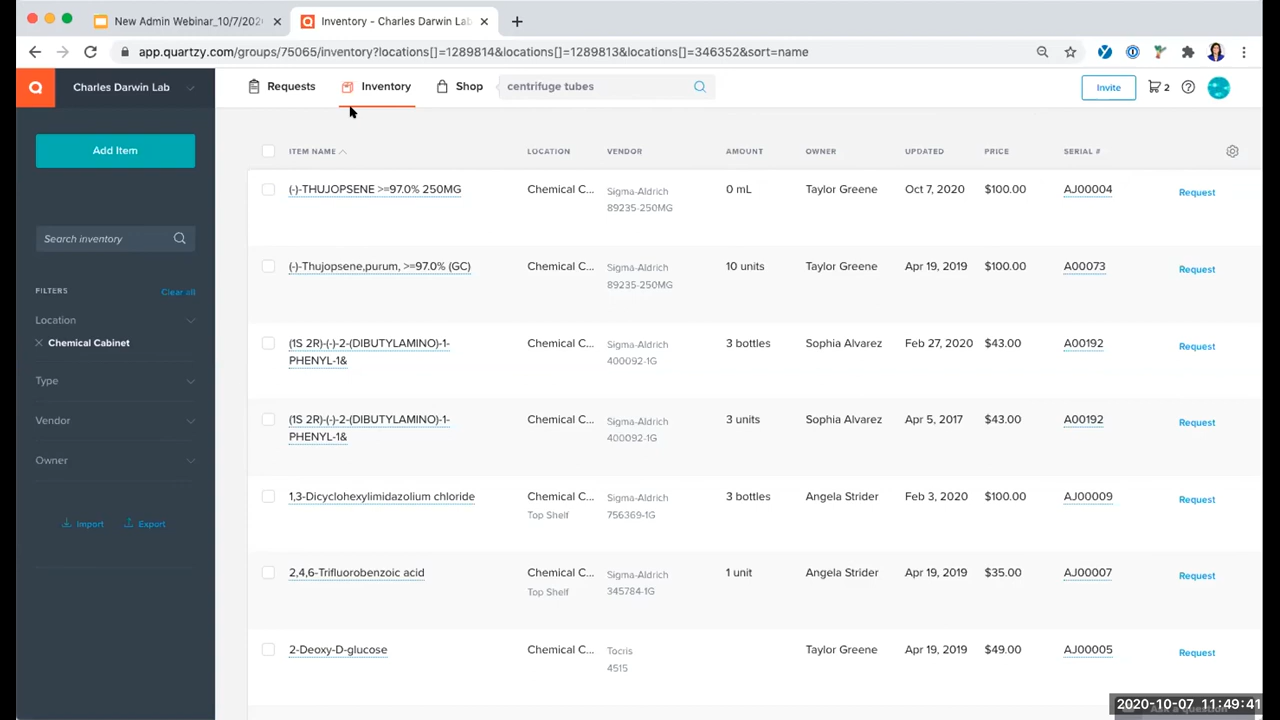 New Admin Webinar_10/7/202
Inventory - Charles Darwin Lab
app.quartzy.com/groups/75065/inventory?locations[]=1289814&locations[]=1289813&locations[]=346352&sort=name
Charles Darwin Lab
Requests
Inventory
Shop
centrifuge tubes
Invite
2
Add Item
Search inventory
FILTERS
Clear all
Location
Chemical Cabinet
Type
Vendor
Owner
Import
Export
ITEM NAME LOCATION VENDOR AMOUNT OWNER UPDATED PRICE SERIAL #
(-)-THUJOPSENE >=97.0% 250MG Chemical C... Sigma-Aldrich 0 mL Taylor Greene Oct 7, 2020 $100.00 AJ00004 Request
89235-250MG
(-)-Thujopsene,purum, >=97.0% (GC) Chemical C... Sigma-Aldrich 10 units Taylor Greene Apr 19, 2019 $100.00 A00073 Request
89235-250MG
(1S 2R)-(-)-2-(DIBUTYLAMINO)-1- Chemical C... Sigma-Aldrich 3 bottles Sophia Alvarez Feb 27, 2020 $43.00 A00192 Request
PHENYL-1& 400092-1G
(1S 2R)-(-)-2-(DIBUTYLAMINO)-1- Chemical C... Sigma-Aldrich 3 units Sophia Alvarez Apr 5, 2017 $43.00 A00192 Request
PHENYL-1& 400092-1G
1,3-Dicyclohexylimidazolium chloride Chemical C... Sigma-Aldrich 3 bottles Angela Strider Feb 3, 2020 $100.00 AJ00009 Request
Top Shelf 756369-1G
2,4,6-Trifluorobenzoic acid Chemical C... Sigma-Aldrich 1 unit Angela Strider Apr 19, 2019 $35.00 AJ00007 Request
Top Shelf 345784-1G
2-Deoxy-D-glucose Chemical C... Tocris Taylor Greene Apr 19, 2019 $49.00 AJ00005 Request
4515
2020-10-07 11:49:41